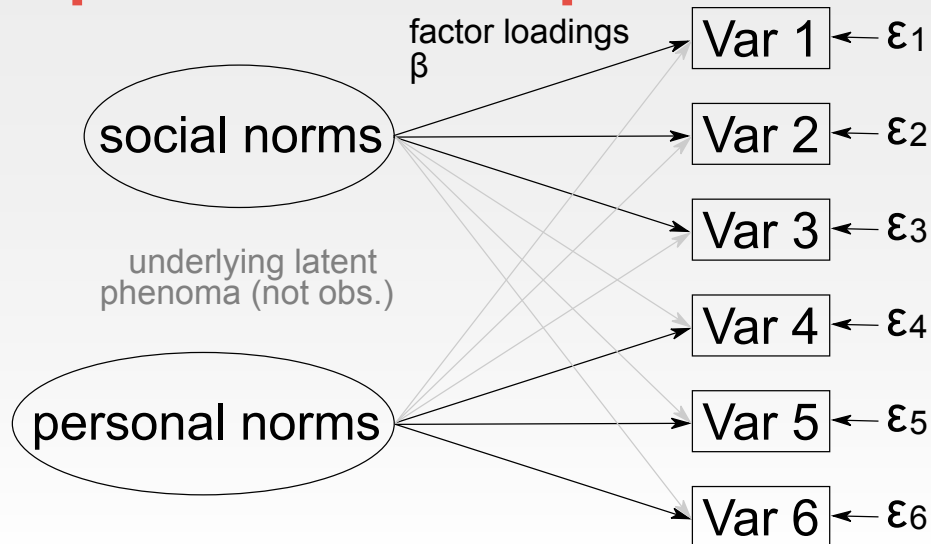 factor loadings
β
social norms
underlying latent
phenoma (not obs.)
personal norms
Var 1
ε1
Var 2
ε2
Var 3
ε3
Var 4
ε4
Var 5
ε5
Var 6
ε6